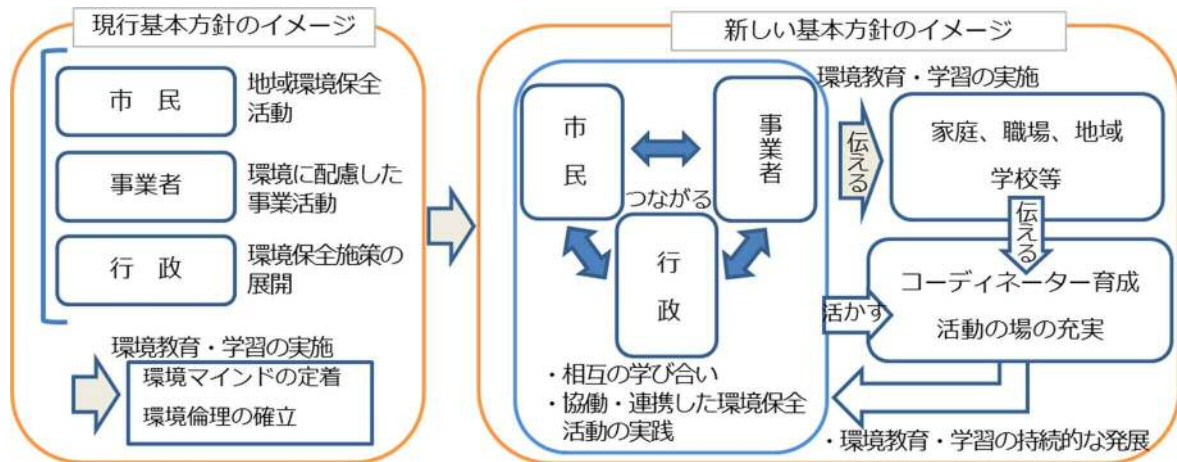 現行基本方針のイメージ
市　民
地域環境保全
活動
事業者
環境に配慮した
事業活動
行　政
環境保全施策の
展開
環境教育・学習の実施
環境マインドの定着
環境倫理の確立
新しい基本方針のイメージ
市
民
事
業
者
つながる
行
政
・相互の学び合い
・協働・連携した環境保全
活動の実践
環境教育・学習の実施
伝える
家庭、職場、地域
学校等
伝える
活かす
コーディネーター育成
活動の場の充実
・環境教育・学習の持続的な発展